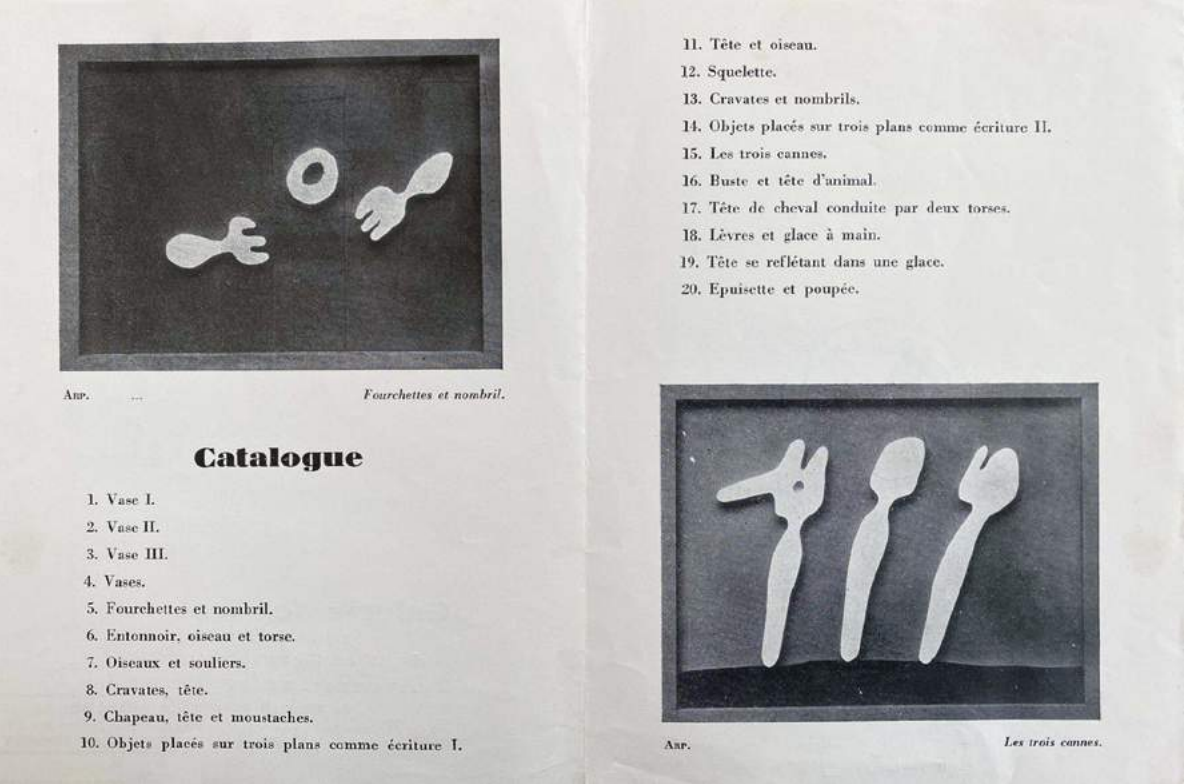 ARP. ...
Fourchettes et nombril.
Catalogue
1. Vase I.
2. Vase II.
3. Vase III.
4. Vases.
5. Fourchettes et nombril.
6. Entonnoir, oiseau et torse.
7. Oiseaux et souliers.
8. Cravates, tête.
9. Chapeau, tête et moustaches.
10. Objets placés sur trois plans comme écriture I.
11. Tête et oiseau.
12. Squelette.
13. Cravates et nombrils.
14. Objets placés sur trois plans comme écriture II.
15. Les trois cannes.
16. Buste et tête d'animal.
17. Tête de cheval conduite par deux torses.
18. Lèvres et glace à main.
19. Tête se reflétant dans une glace.
20. Epuisette et poupée.
ARP.
Les trois cannes.